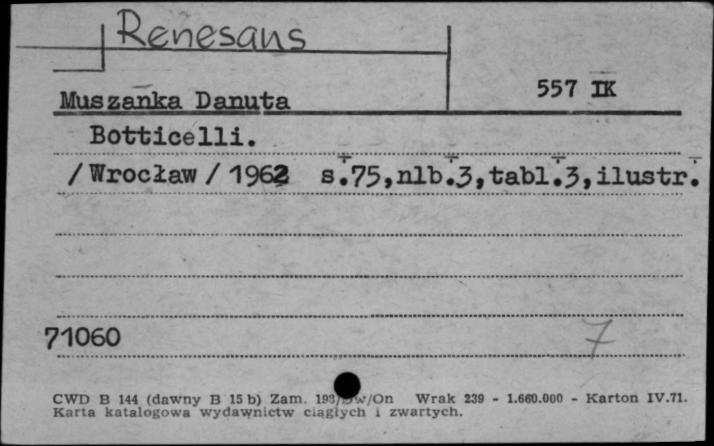 Renesans
557 IK
Muszanka Danuta
Botticelli.
/Wrocław/1962 s.75,nlb.3,tabl.3,ilustr.
71060
7
CWD B 144 (dawny B 15 b) Zam. /On Wrak 239 - 1.660.000 - Karton IV.71.
Karta katalogowa wydawnictw ciągłych i zwartych.